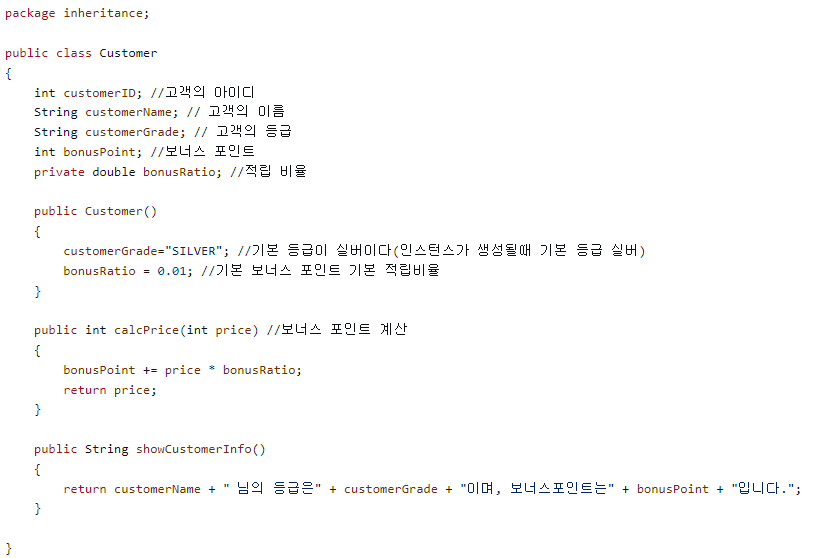 package inheritance;
public class Customer
{
int customerID; //고객의 아이디
String customerName; // 고객의 이름
String customerGrade; // 고객의 등급
int bonusPoint; //보너스 포인트
private double bonusRatio; //적립 비율
public Customer()
{
customerGrade="SILVER"; //기본 등급이 실버이다(인스턴스가 생성될때 기본 등급 실버)
bonusRatio = 0.01; //기본 보너스 포인트 기본 적립비율
}
public int calcPrice(int price) //보너스 포인트 계산
{
bonusPoint += price * bonusRatio;
return price;
}
public String showCustomerInfo()
{
return customerName + " 님의 등급은" + customerGrade + "이며, 보너스포인트는" + bonusPoint + "입니다.";
}
}